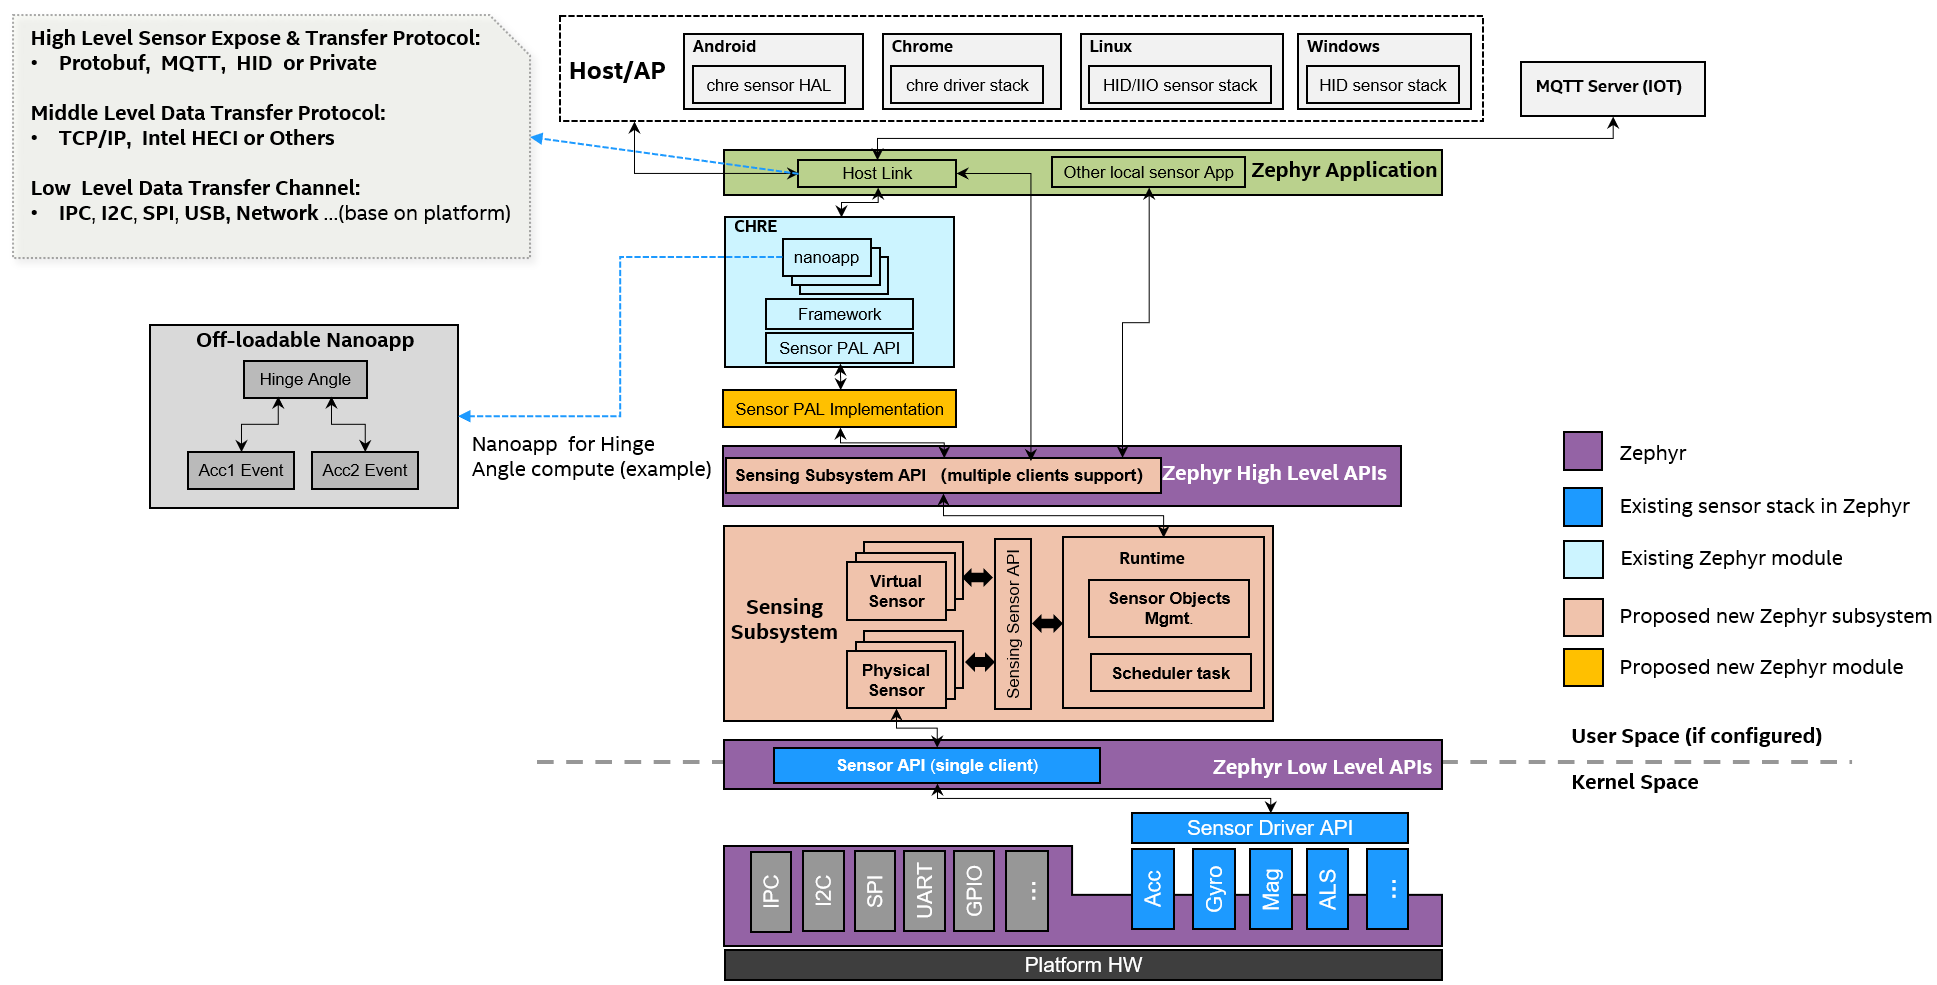 High Level Sensor Expose & Transfer Protocol:
• Protobuf, MQTT, HID or Private
Middle Level Data Transfer Protocol:
• TCP/IP, Intel HECI or Others
Low Level Data Transfer Channel:
• IPC, I2C, SPI, USB, Network ...(base on platform)
Host/AP
Android
chre sensor HAL
Chrome
chre driver stack
Linux
HID/IIO sensor stack
Windows
HID sensor stack
MQTT Server (IOT)
Host Link
Other local sensor App
Zephyr Application
CHRE
nanoapp
Framework
Sensor PAL API
Off-loadable Nanoapp
Hinge Angle
Acc1 Event
Acc2 Event
Nanoapp for Hinge
Angle compute (example)
Sensor PAL Implementation
Sensing Subsystem API (multiple clients support)
Zephyr High Level APIs
Sensing
Subsystem
Virtual
Sensor
Physical
Sensor
Sensing Sensor API
Runtime
Sensor Objects
Mgmt.
Scheduler task
Zephyr
Existing sensor stack in Zephyr
Existing Zephyr module
Proposed new Zephyr subsystem
Proposed new Zephyr module
User Space (if configured)
Kernel Space
Sensor API (single client)
Zephyr Low Level APIs
Sensor Driver API
IPC
I2C
SPI
UART
GPIO
...
Acc
Gyro
Mag
ALS
...
Platform HW